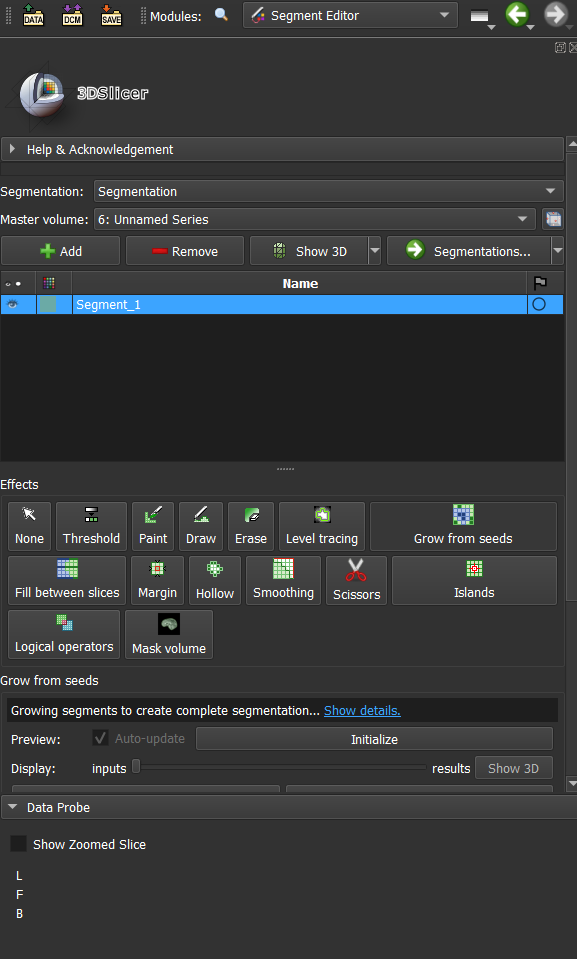 DATA DCM SAVE Modules: Segment Editor
3DSlicer
Help & Acknowledgement
Segmentation: Segmentation
Master volume: 6: Unnamed Series
Add Remove Show 3D Segmentations...
Name
Segment_1
Effects
None Threshold Paint Draw Erase Level tracing Grow from seeds
Fill between slices Margin Hollow Smoothing Scissors Islands
Logical operators Mask volume
Grow from seeds
Growing segments to create complete segmentation... Show details.
Preview: Auto-update Initialize
Display: inputs results Show 3D
Data Probe
Show Zoomed Slice
L
F
B